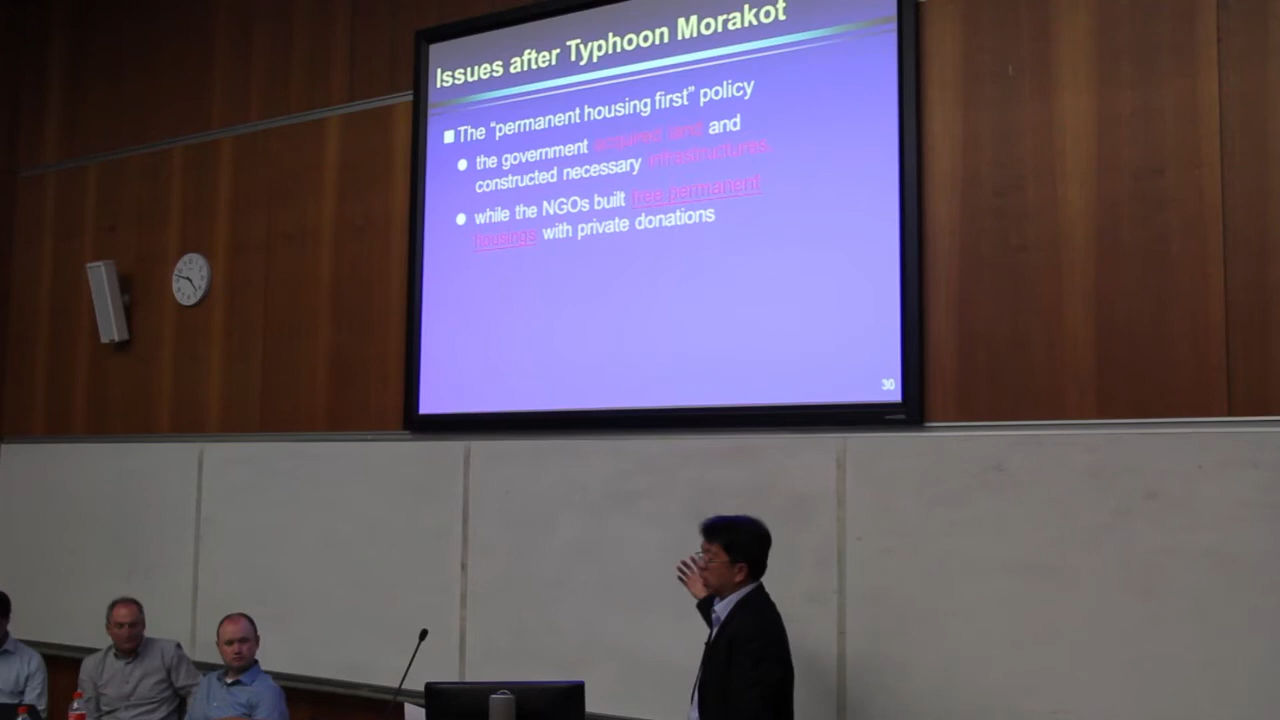 Issues after Typhoon Morakot
The "permanent housing first" policy
the government acquired land and
constructed necessary infrastructures,
while the NGOs built free permanent
housings with private donations
30